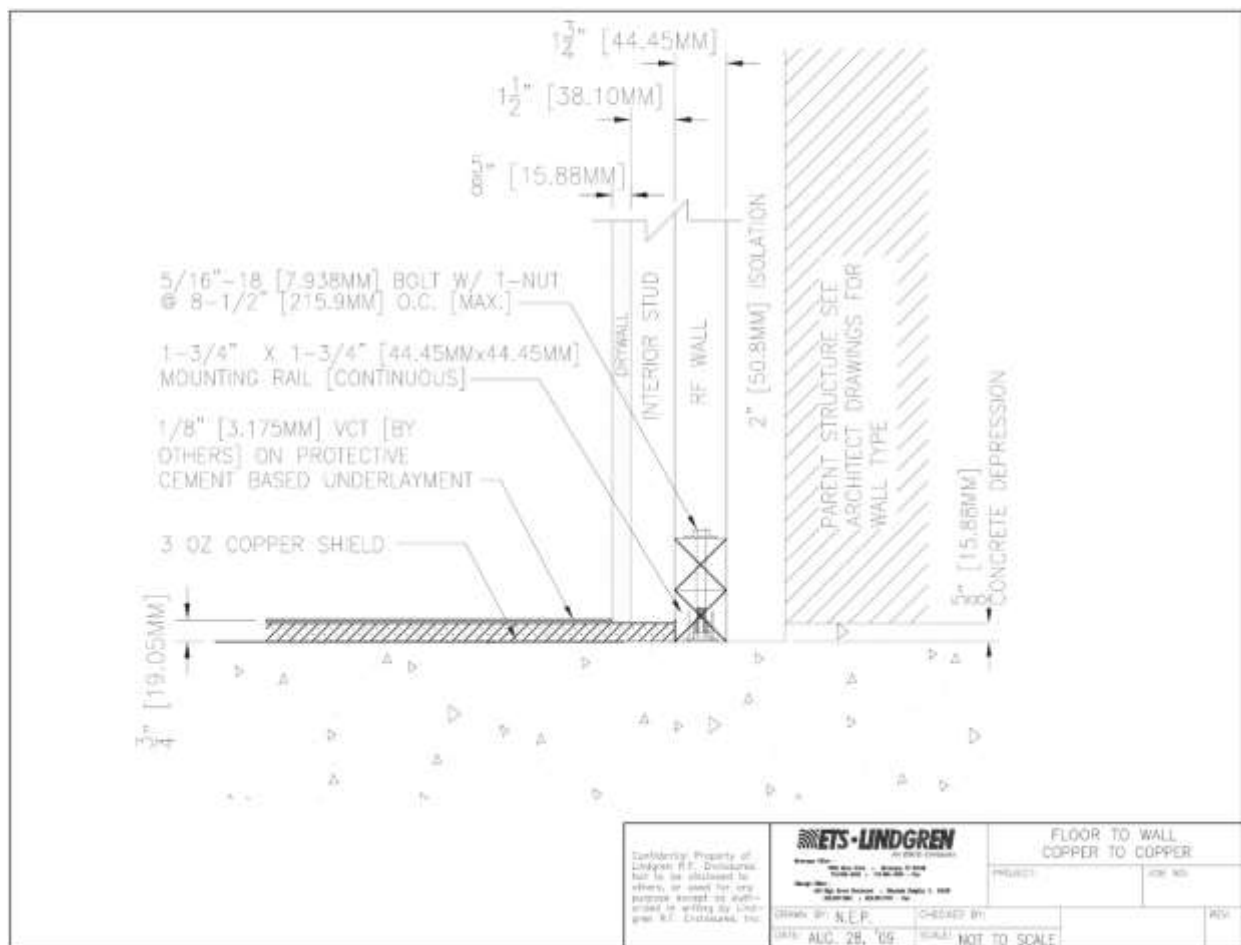 1 3/4" [44.45MM]
1 1/2" [38.10MM]
5/8" [15.88MM]
5/16"-18 [7.938MM] BOLT W/ T-NUT
@ 8-1/2" [215.9MM] O.C. [MAX.]
1-3/4" X 1-3/4" [44.45MMx44.45MM]
MOUNTING RAIL [CONTINUOUS]
1/8" [3.175MM] VCT [BY
OTHERS] ON PROTECTIVE
CEMENT BASED UNDERLAYMENT
3 OZ COPPER SHIELD
3/4" [19.05MM]
DRYWALL
INTERIOR STUD
RF WALL
2" [50.8MM] ISOLATION
PARENT STRUCTURE SEE
ARCHITECT DRAWINGS FOR
WALL TYPE
5/8" [15.88MM]
CONCRETE DEPRESSION
Confidential Property of
Lindgren R.F. Enclosures.
Not to be disclosed to
others, or used for any
purpose except as auth-
orized in writing by Lind-
gren R.F. Enclosures, Inc.
ETS·LINDGREN
FLOOR TO WALL
COPPER TO COPPER
PROJECT:
JOB NO:
DRAWN BY: N.E.P.
CHECKED BY:
REV:
DATE: AUG. 28, '09
SCALE: NOT TO SCALE